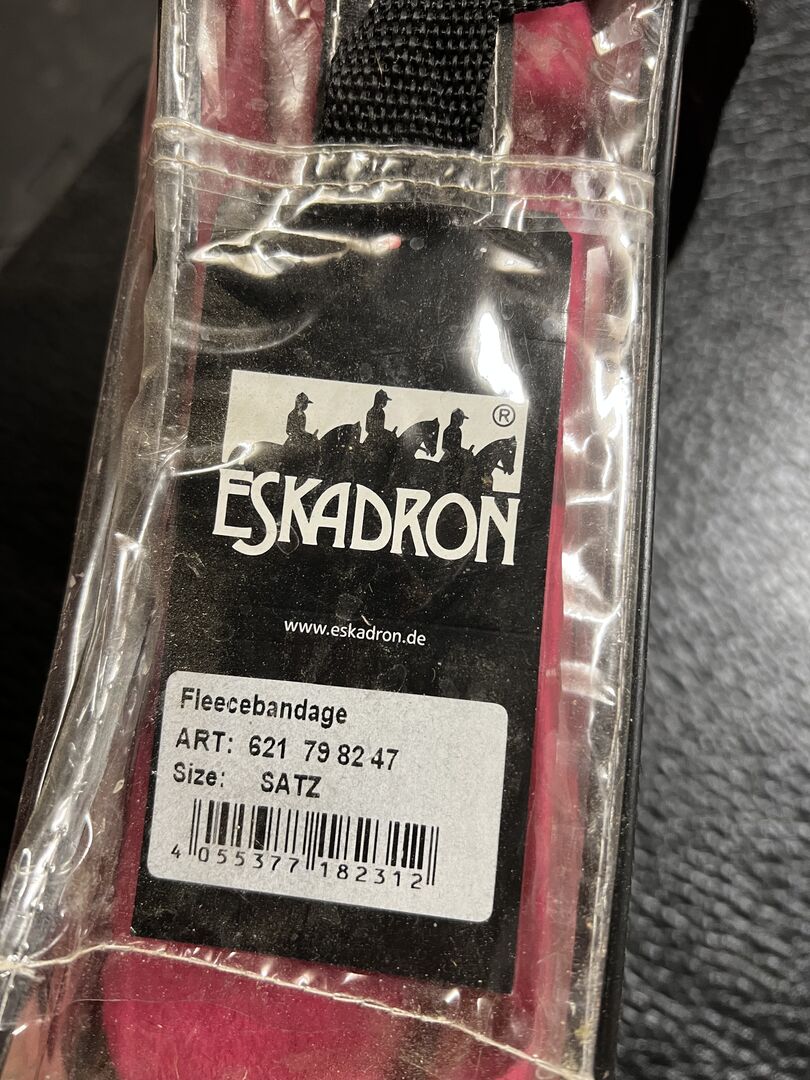 ®
ESKADRON
www.eskadron.de
Fleecebandage
ART: 621 79 82 47
Size: SATZ
4 055377 182312